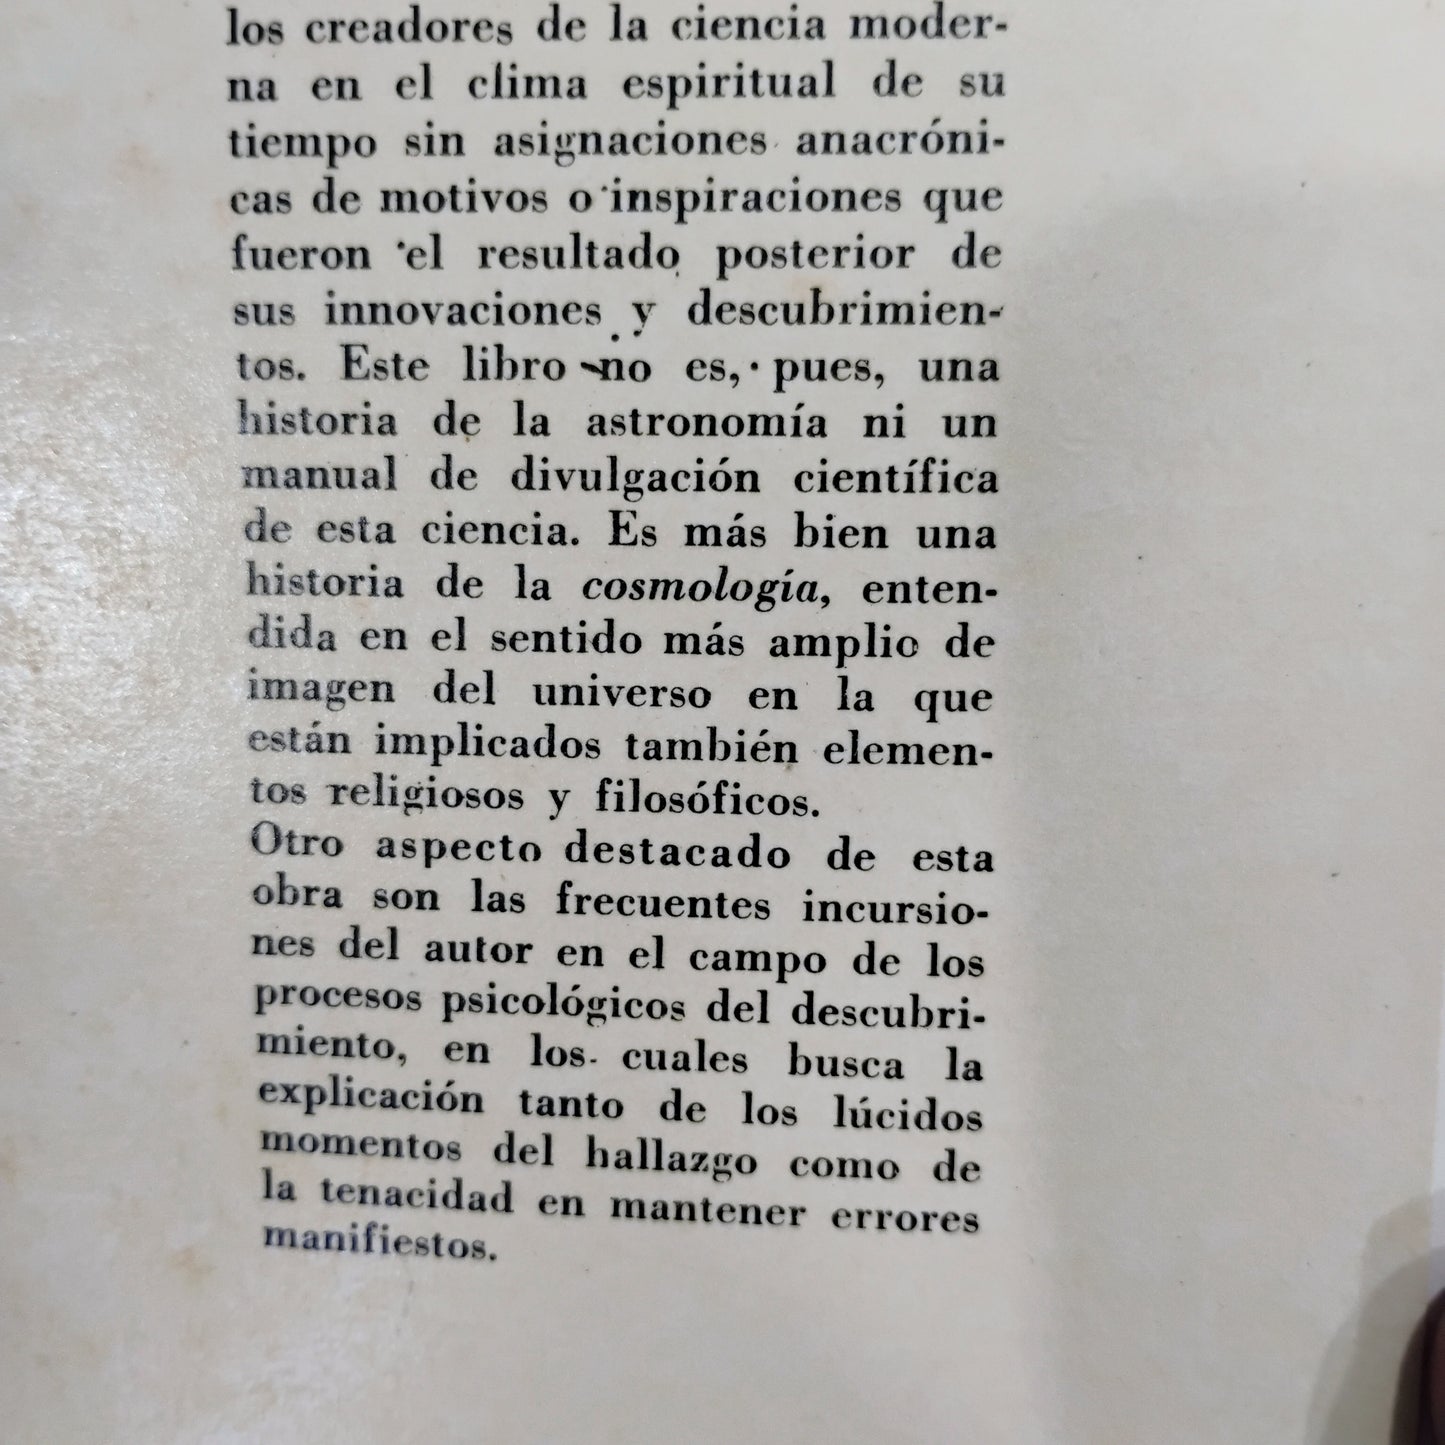 los creadores de la ciencia moder-
na en el clima espiritual de su
tiempo sin asignaciones anacróni-
cas de motivos o inspiraciones que
fueron el resultado posterior de
sus innovaciones y descubrimien-
tos. Este libro no es, pues, una
historia de la astronomía ni un
manual de divulgación científica
de esta ciencia. Es más bien una
historia de la cosmología, enten-
dida en el sentido más amplio de
imagen del universo en la que
están implicados también elemen-
tos religiosos y filosóficos.
Otro aspecto destacado de esta
obra son las frecuentes incursio-
nes del autor en el campo de los
procesos psicológicos del descubri-
miento, en los cuales busca la
explicación tanto de los lúcidos
momentos del hallazgo como de
la tenacidad en mantener errores
manifiestos.